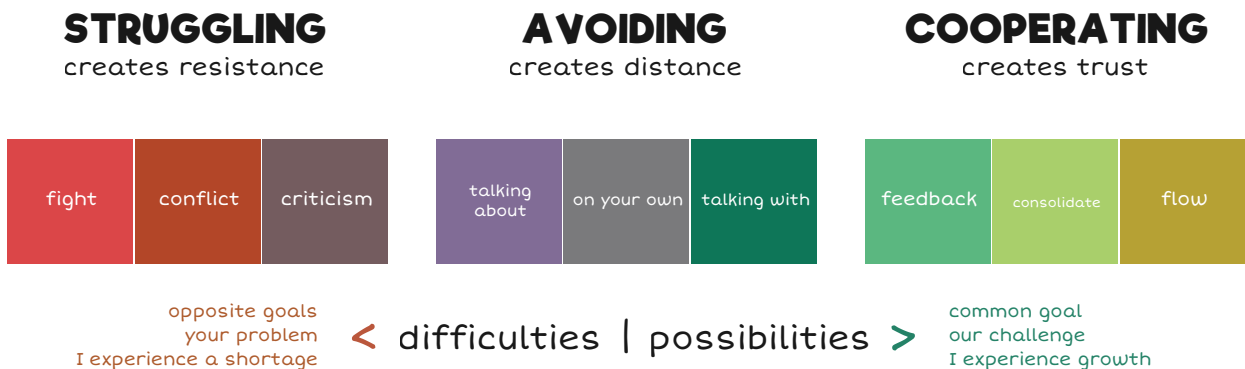 STRUGGLING
creates resistance
AVOIDING
creates distance
COOPERATING
creates trust
fight
conflict
criticism
talking
about
on your own
talking with
feedback
consolidate
flow
opposite goals
your problem
I experience a shortage
< difficulties | possibilities >
common goal
our challenge
I experience growth